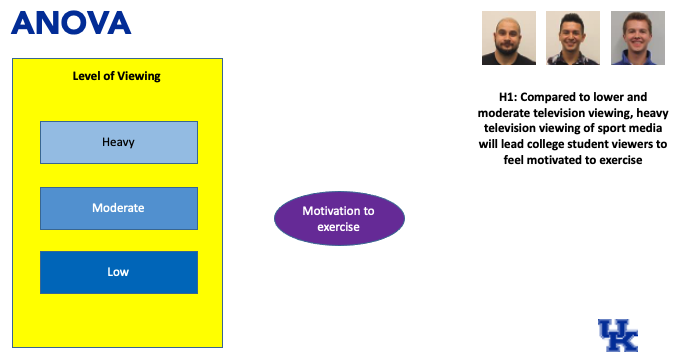 ANOVA
Level of Viewing
Heavy
Moderate
Low
Motivation to
exercise
H1: Compared to lower and
moderate television viewing, heavy
television viewing of sport media
will lead college student viewers to
feel motivated to exercise
UK